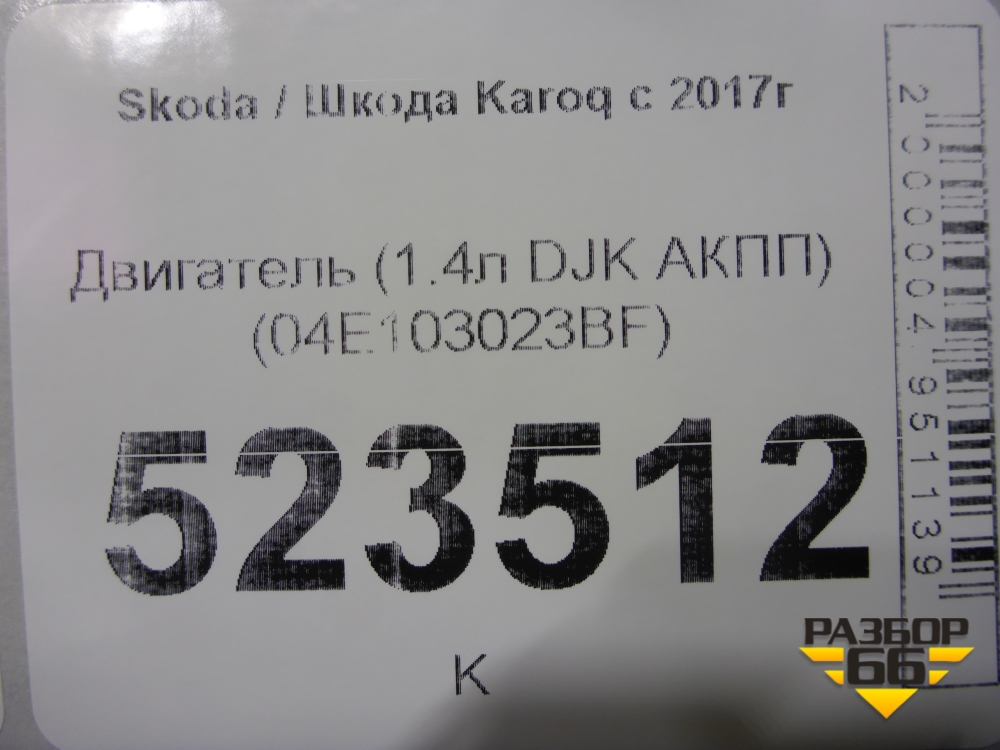 Skoda / Шкода Karoq с 2017г
Двигатель (1.4л DJK АКПП)
(04E103023BF)
523512
К
2000004951139
РАЗБОР
66